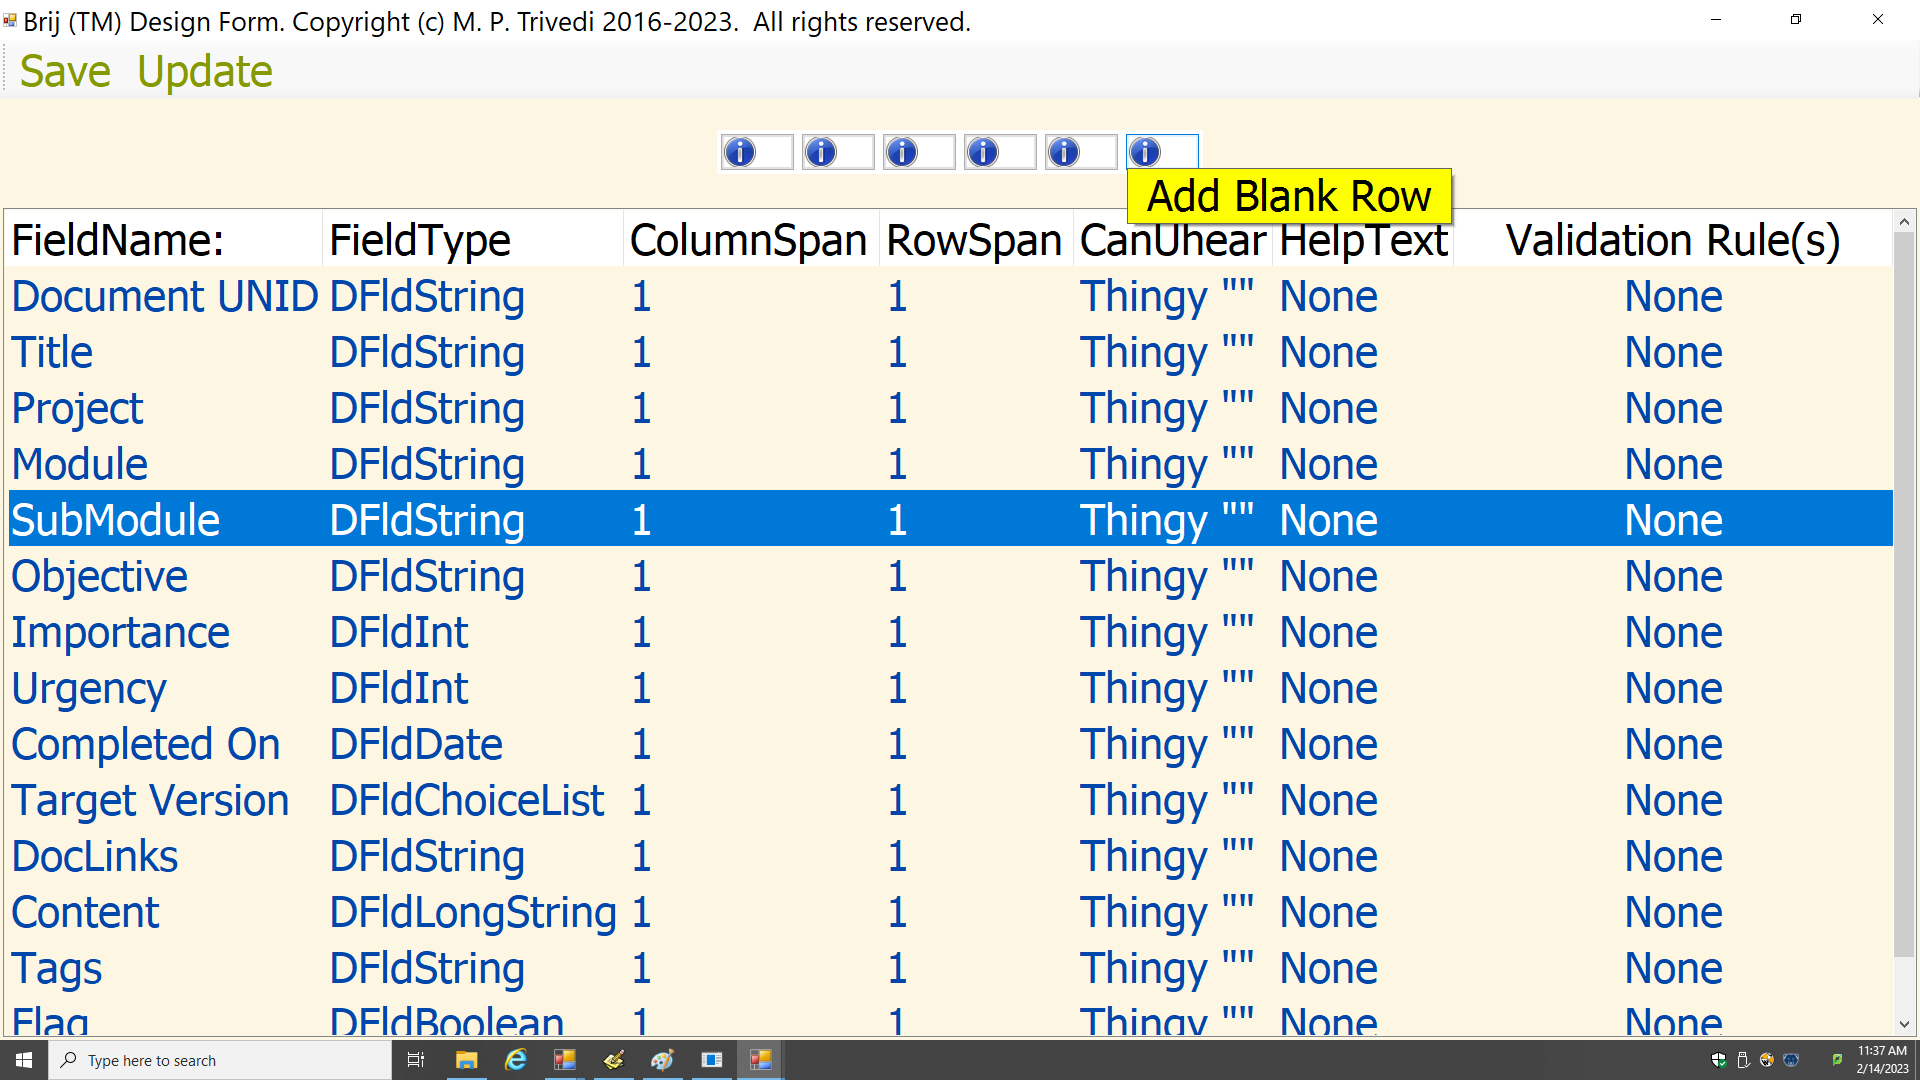 Brij (TM) Design Form. Copyright (c) M. P. Trivedi 2016-2023.  All rights reserved.
Save Update
Add Blank Row
FieldName: FieldType ColumnSpan RowSpan CanUhear HelpText Validation Rule(s)
Document UNID DFldString 1 1 Thingy "" None None
Title DFldString 1 1 Thingy "" None None
Project DFldString 1 1 Thingy "" None None
Module DFldString 1 1 Thingy "" None None
SubModule DFldString 1 1 Thingy "" None None
Objective DFldString 1 1 Thingy "" None None
Importance DFldInt 1 1 Thingy "" None None
Urgency DFldInt 1 1 Thingy "" None None
Completed On DFldDate 1 1 Thingy "" None None
Target Version DFldChoiceList 1 1 Thingy "" None None
DocLinks DFldString 1 1 Thingy "" None None
Content DFldLongString 1 1 Thingy "" None None
Tags DFldString 1 1 Thingy "" None None
Flag DFldBoolean 1 1 Thingy "" None None
Type here to search
11:37 AM
2/14/2023